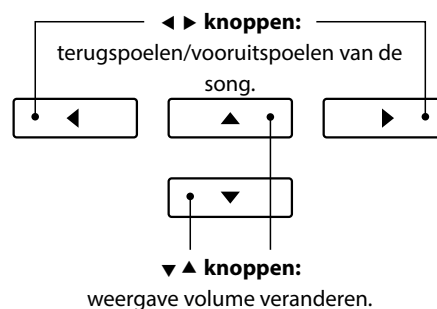 ◀ ▶ knoppen:
terugspoelen/vooruitspoelen van de
song.
▼ ▲ knoppen:
weergave volume veranderen.